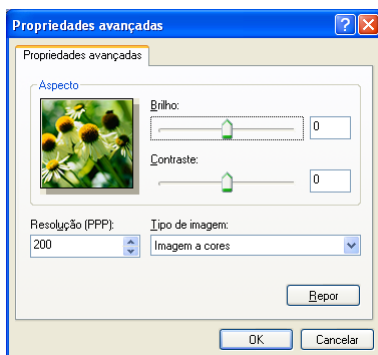 Propriedades avançadas
Propriedades avançadas
Aspecto
Brilho:
0
Contraste:
0
Resolução (PPP):
Tipo de imagem:
200
Imagem a cores
Repor
OK
Cancelar